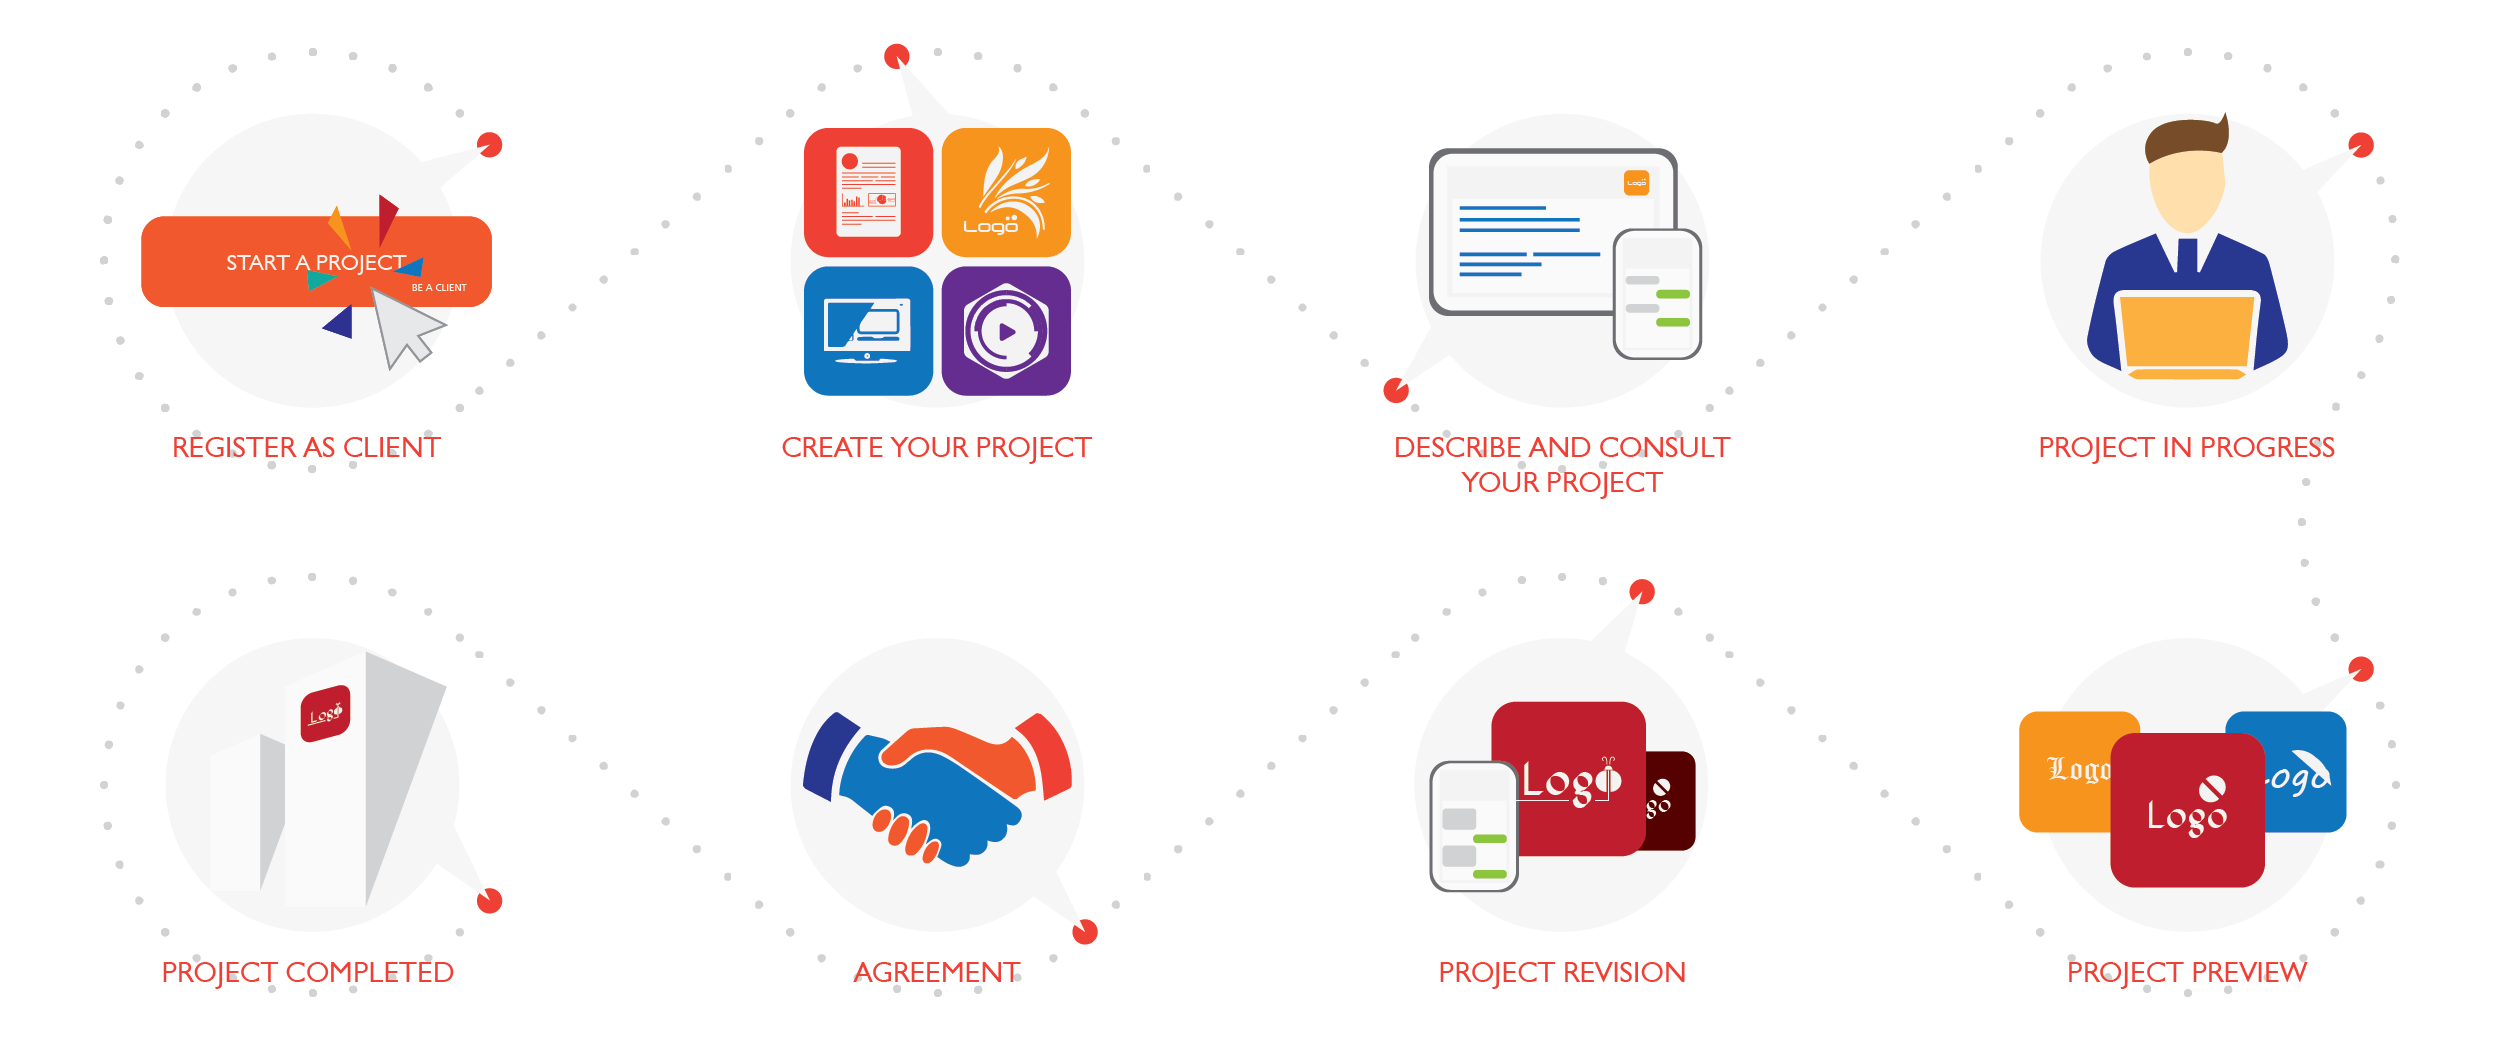 START A PROJECT
BE A CLIENT
REGISTER AS CLIENT
Logo
CREATE YOUR PROJECT
Logo
DESCRIBE AND CONSULT
YOUR PROJECT
PROJECT IN PROGRESS
Logo
PROJECT COMPLETED
AGREEMENT
Logo
go
PROJECT REVISION
Logo
Logo
Logo
PROJECT PREVIEW